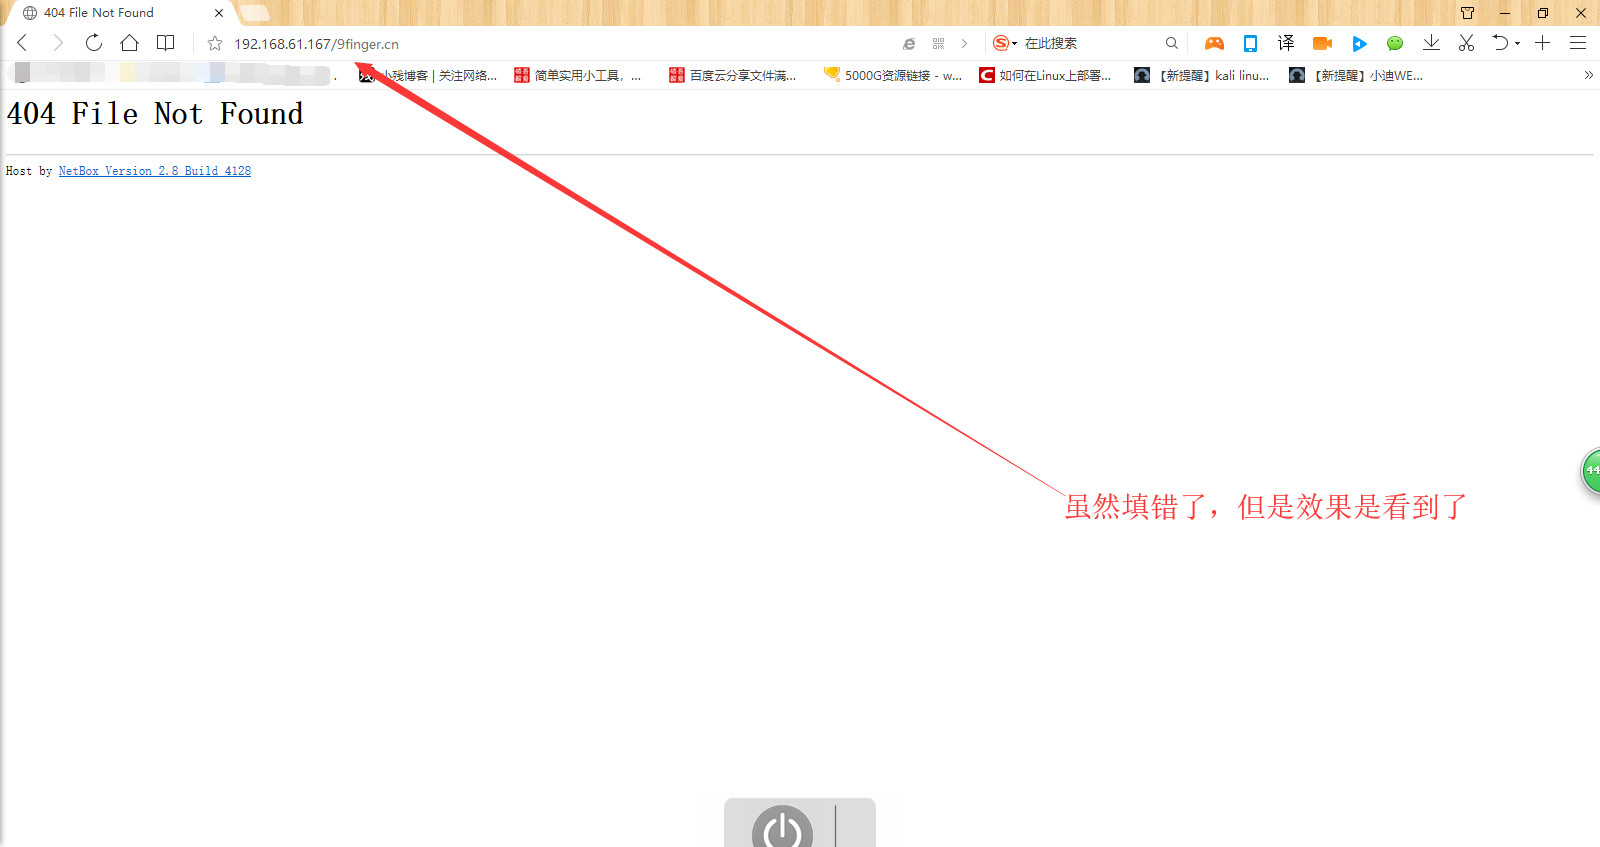 404 File Not Found
192.168.61.167/9finger.cn
在此搜索
译
小残博客 | 关注网络...
简单实用小工具，...
百度云分享文件满...
5000G资源链接 - w...
如何在Linux上部署...
【新提醒】kali linu...
【新提醒】小迪WE...
404 File Not Found
Host by NetBox Version 2.8 Build 4128
44
虽然填错了，但是效果是看到了